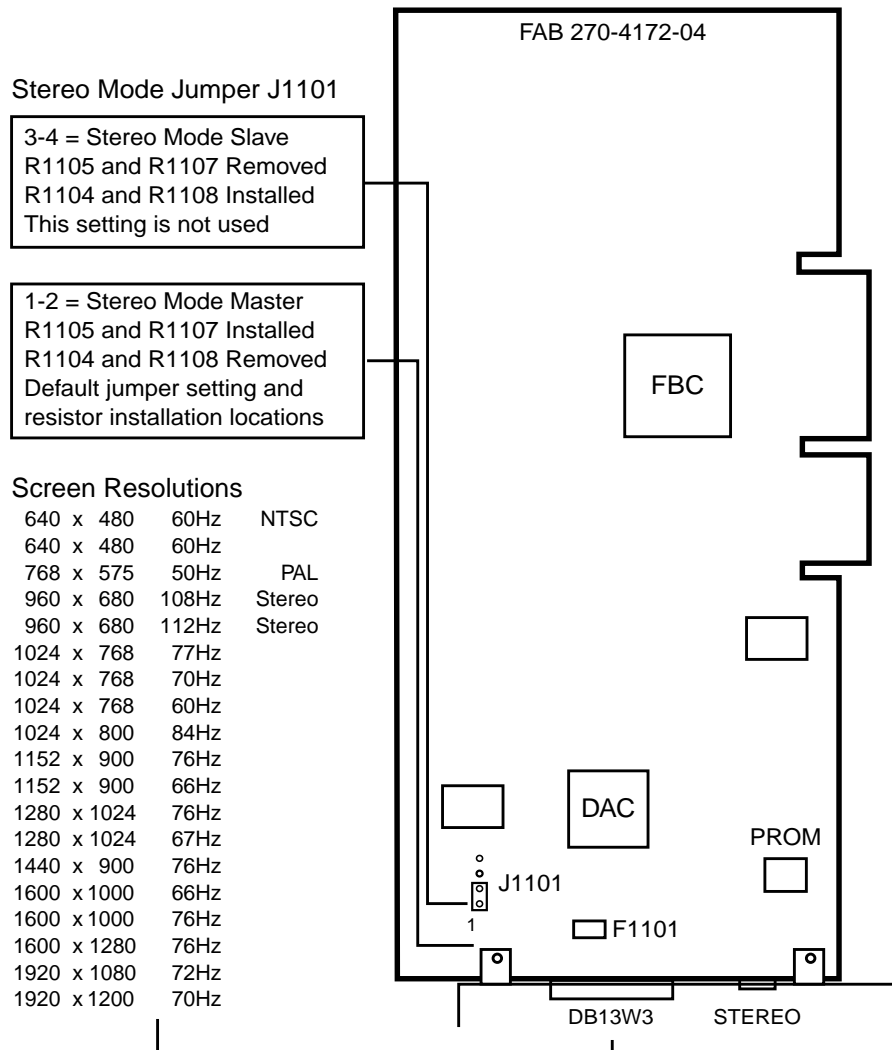 FAB 270-4172-04
Stereo Mode Jumper J1101
3-4 = Stereo Mode Slave
R1105 and R1107 Removed
R1104 and R1108 Installed
This setting is not used
1-2 = Stereo Mode Master
R1105 and R1107 Installed
R1104 and R1108 Removed
Default jumper setting and
resistor installation locations
FBC
Screen Resolutions
640 x 480 60Hz NTSC
640 x 480 60Hz
768 x 575 50Hz PAL
960 x 680 108Hz Stereo
960 x 680 112Hz Stereo
1024 x 768 77Hz
1024 x 768 70Hz
1024 x 768 60Hz
1024 x 800 84Hz
1152 x 900 76Hz
1152 x 900 66Hz
1280 x 1024 76Hz
1280 x 1024 67Hz
1440 x 900 76Hz
1600 x 1000 66Hz
1600 x 1000 76Hz
1600 x 1280 76Hz
1920 x 1080 72Hz
1920 x 1200 70Hz
DAC
PROM
J1101
1
F1101
DB13W3 STEREO